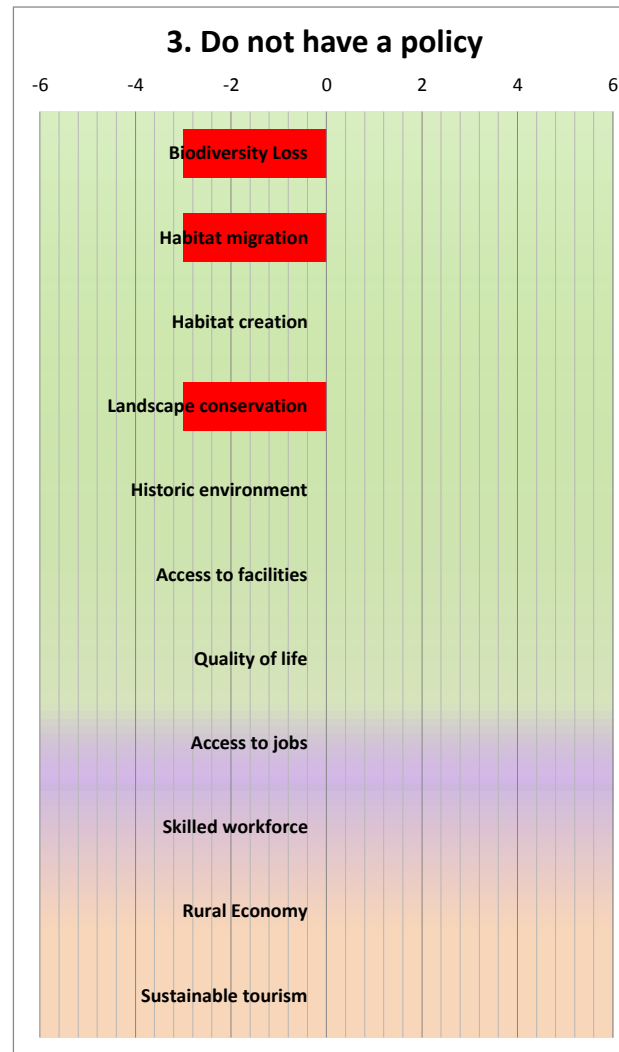 3. Do not have a policy
-6 -4 -2 0 2 4 6
Biodiversity Loss
Habitat migration
Habitat creation
Landscape conservation
Historic environment
Access to facilities
Quality of life
Access to jobs
Skilled workforce
Rural Economy
Sustainable tourism